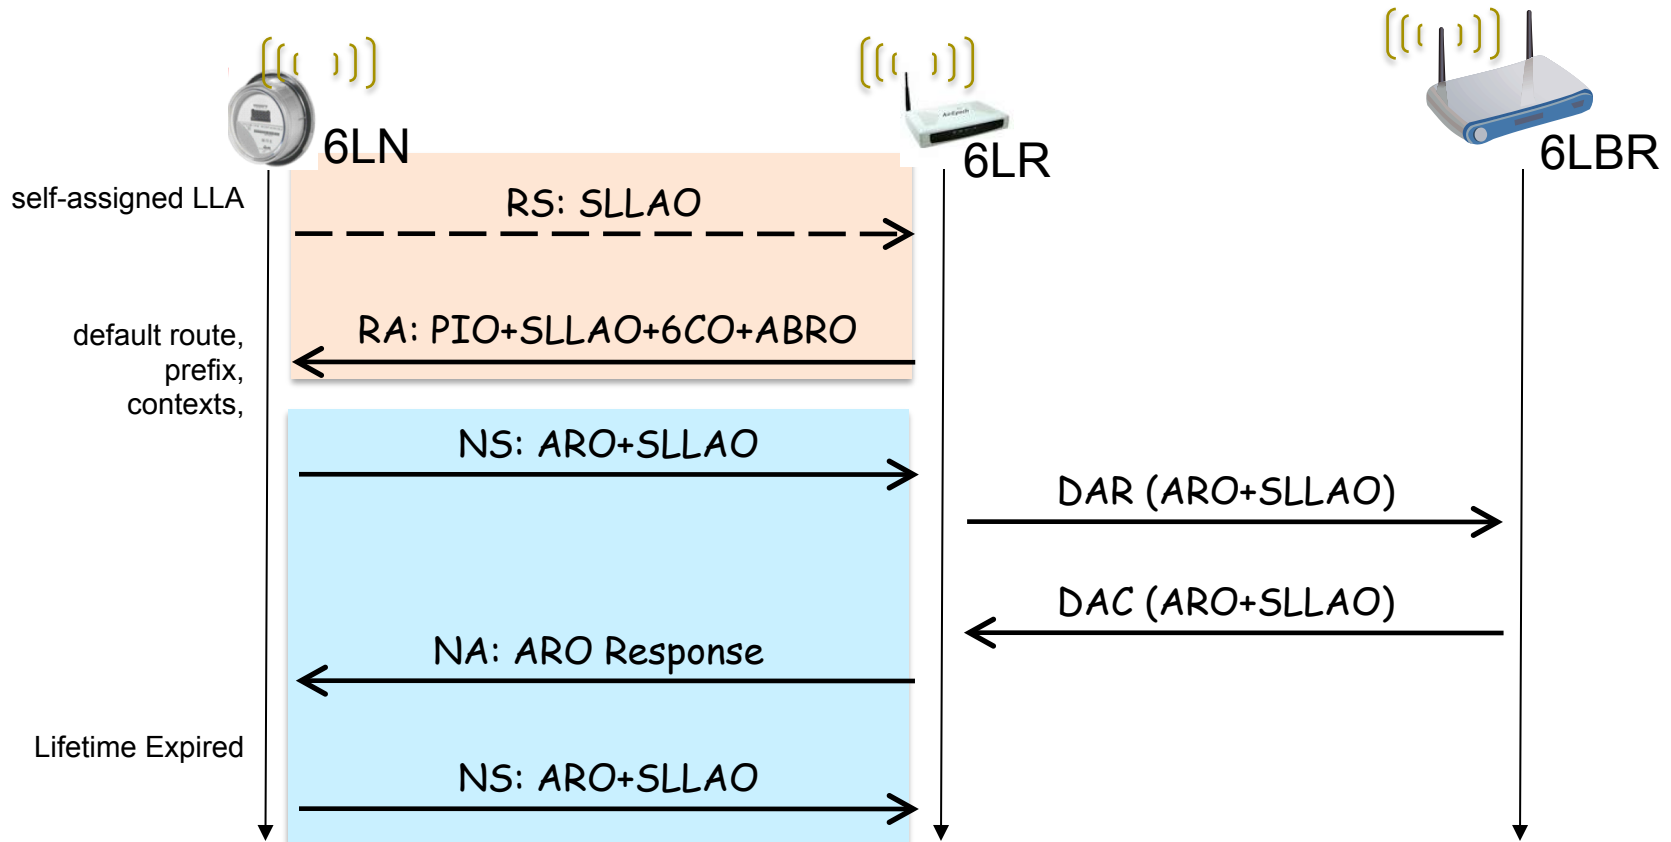 6LN
6LR
6LBR
self-assigned LLA
RS: SLLAO
default route,
prefix,
contexts,
RA: PIO+SLLAO+6CO+ABRO
NS: ARO+SLLAO
DAR (ARO+SLLAO)
DAC (ARO+SLLAO)
NA: ARO Response
Lifetime Expired
NS: ARO+SLLAO